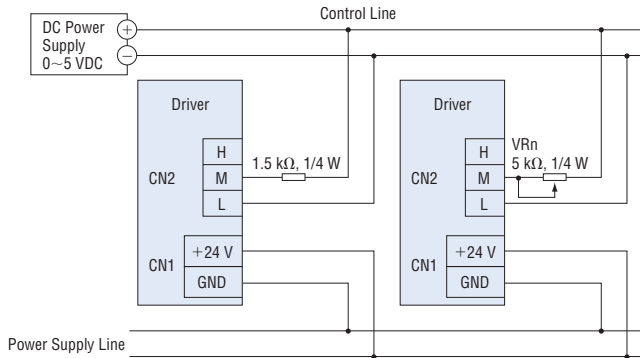 Control Line
DC Power
Supply
0~5 VDC
+
−
Driver
H
M
L
CN2
1.5 kΩ, 1/4 W
CN1
+24 V
GND
Driver
H
M
L
CN2
VRn
5 kΩ, 1/4 W
CN1
+24 V
GND
Power Supply Line